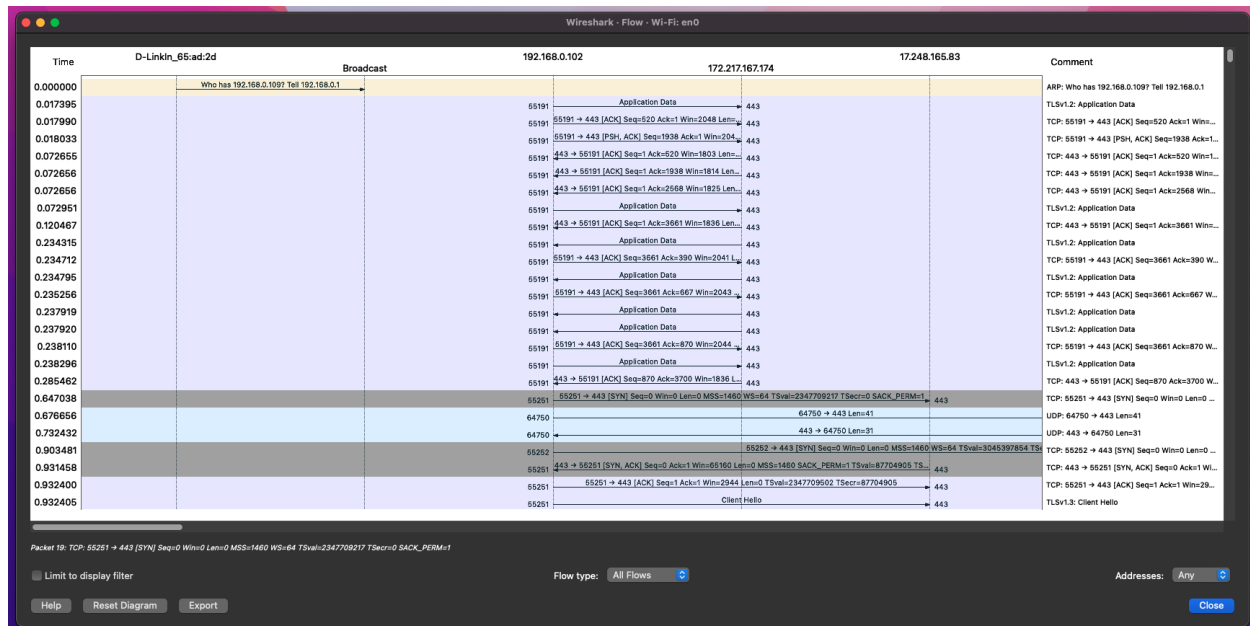 Wireshark · Flow · Wi-Fi: en0
Time D-LinkIn_65:ad:2d Broadcast 192.168.0.102 172.217.167.174 17.248.165.83 Comment
0.000000 Who has 192.168.0.109? Tell 192.168.0.1 ARP: Who has 192.168.0.109? Tell 192.168.0.1
0.017395 55191 Application Data 443 TLSv1.2: Application Data
0.017990 55191 55191 → 443 [ACK] Seq=520 Ack=1 Win=2048 Len=... 443 TCP: 55191 → 443 [ACK] Seq=520 Ack=1 Win=...
0.018033 55191 55191 → 443 [PSH, ACK] Seq=1938 Ack=1 Win=204... 443 TCP: 55191 → 443 [PSH, ACK] Seq=1938 Ack=1...
0.072655 55191 443 → 55191 [ACK] Seq=1 Ack=520 Win=1803 Len=... 443 TCP: 443 → 55191 [ACK] Seq=1 Ack=520 Win=1...
0.072656 55191 443 → 55191 [ACK] Seq=1 Ack=1938 Win=1814 Len... 443 TCP: 443 → 55191 [ACK] Seq=1 Ack=1938 Win=...
0.072656 55191 443 → 55191 [ACK] Seq=1 Ack=2568 Win=1825 Len... 443 TCP: 443 → 55191 [ACK] Seq=1 Ack=2568 Win...
0.072951 55191 Application Data 443 TLSv1.2: Application Data
0.120467 55191 443 → 55191 [ACK] Seq=1 Ack=3661 Win=1836 Len... 443 TCP: 443 → 55191 [ACK] Seq=1 Ack=3661 Win=...
0.234315 55191 Application Data 443 TLSv1.2: Application Data
0.234712 55191 55191 → 443 [ACK] Seq=3661 Ack=390 Win=2041 L... 443 TCP: 55191 → 443 [ACK] Seq=3661 Ack=390 W...
0.234795 55191 Application Data 443 TLSv1.2: Application Data
0.235256 55191 55191 → 443 [ACK] Seq=3661 Ack=667 Win=2043 ... 443 TCP: 55191 → 443 [ACK] Seq=3661 Ack=667 W...
0.237919 55191 Application Data 443 TLSv1.2: Application Data
0.237920 55191 Application Data 443 TLSv1.2: Application Data
0.238110 55191 55191 → 443 [ACK] Seq=3661 Ack=870 Win=2044 ... 443 TCP: 55191 → 443 [ACK] Seq=3661 Ack=870 W...
0.238296 55191 Application Data 443 TLSv1.2: Application Data
0.285462 55191 443 → 55191 [ACK] Seq=870 Ack=3700 Win=1836 L... 443 TCP: 443 → 55191 [ACK] Seq=870 Ack=3700 W...
0.647038 55251 55251 → 443 [SYN] Seq=0 Win=0 Len=0 MSS=1460 WS=64 TSval=2347709217 TSecr=0 SACK_PERM=1 443 TCP: 55251 → 443 [SYN] Seq=0 Win=0 Len=0 ...
0.676656 64750 64750 → 443 Len=41 UDP: 64750 → 443 Len=41
0.732432 64750 443 → 64750 Len=31 UDP: 443 → 64750 Len=31
0.903481 55252 55252 → 443 [SYN] Seq=0 Win=0 Len=0 MSS=1460 WS=64 TSval=3045397854 TSe TCP: 55252 → 443 [SYN] Seq=0 Win=0 Len=0 ...
0.931458 55251 443 → 55251 [SYN, ACK] Seq=0 Ack=1 Win=65160 Len=0 MSS=1460 SACK_PERM=1 TSval=87704905 TS... 443 TCP: 443 → 55251 [SYN, ACK] Seq=0 Ack=1 Wi...
0.932400 55251 55251 → 443 [ACK] Seq=1 Ack=1 Win=2944 Len=0 TSval=2347709502 TSecr=87704905 443 TCP: 55251 → 443 [ACK] Seq=1 Ack=1 Win=29...
0.932405 55251 Client Hello 443 TLSv1.3: Client Hello
Packet 19: TCP: 55251 → 443 [SYN] Seq=0 Win=0 Len=0 MSS=1460 WS=64 TSval=2347709217 TSecr=0 SACK_PERM=1
Limit to display filter Flow type: All Flows Addresses: Any
Help Reset Diagram Export Close